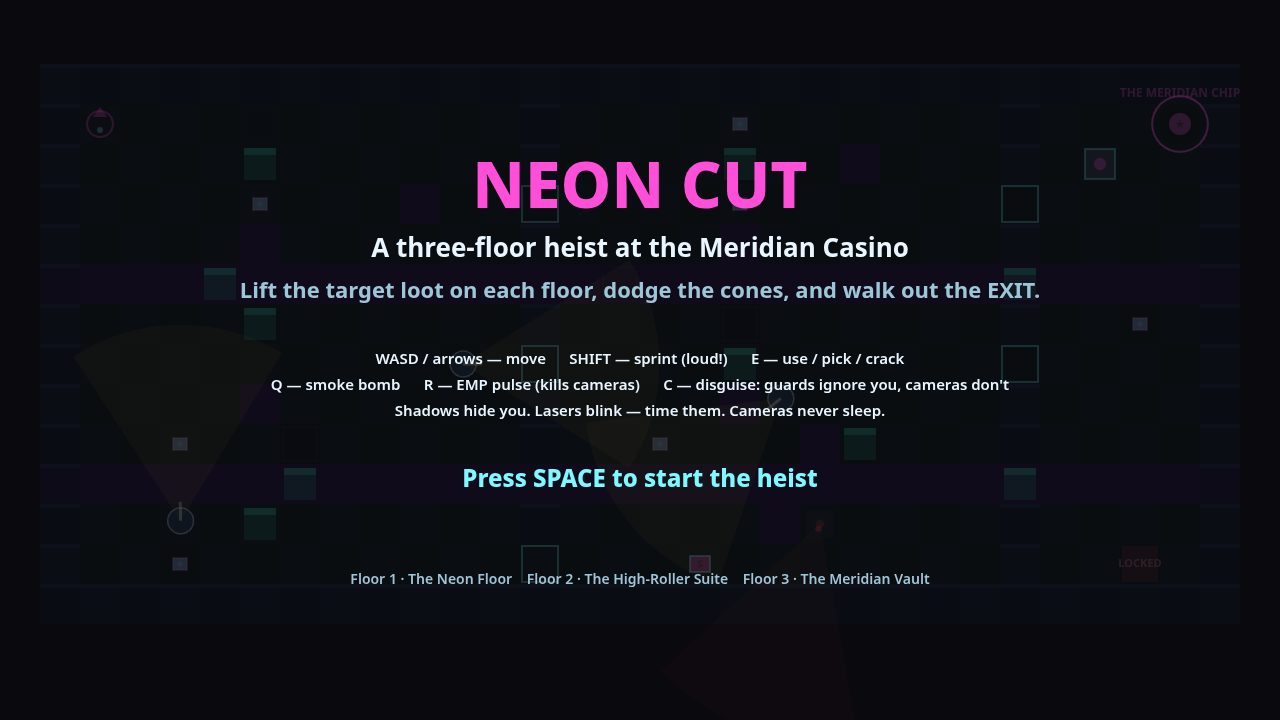 THE MERIDIAN CHIP
NEON CUT
A three-floor heist at the Meridian Casino
Lift the target loot on each floor, dodge the cones, and walk out the EXIT.
WASD / arrows — move SHIFT — sprint (loud!) E — use / pick / crack
Q — smoke bomb R — EMP pulse (kills cameras) C — disguise: guards ignore you, cameras don't
Shadows hide you. Lasers blink — time them. Cameras never sleep.
Press SPACE to start the heist
LOCKED
Floor 1 · The Neon Floor Floor 2 · The High-Roller Suite Floor 3 · The Meridian Vault